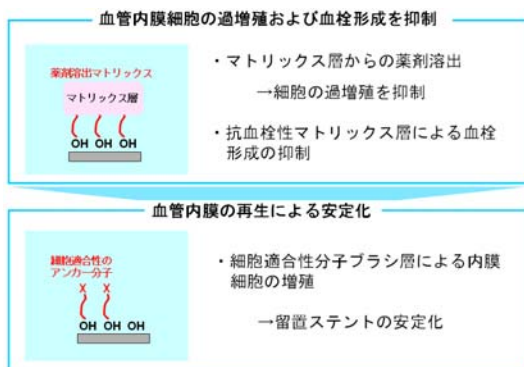 血管内膜細胞の過増殖および血栓形成を抑制
薬剤溶出マトリックス
マトリックス層
OH OH OH
・マトリックス層からの薬剤溶出
→細胞の過増殖を抑制
・抗血栓性マトリックス層による血栓
形成の抑制
血管内膜の再生による安定化
細胞適合性の
アンカー分子
X X
OH OH OH
・細胞適合性分子ブラシ層による内膜
細胞の増殖
→留置ステントの安定化